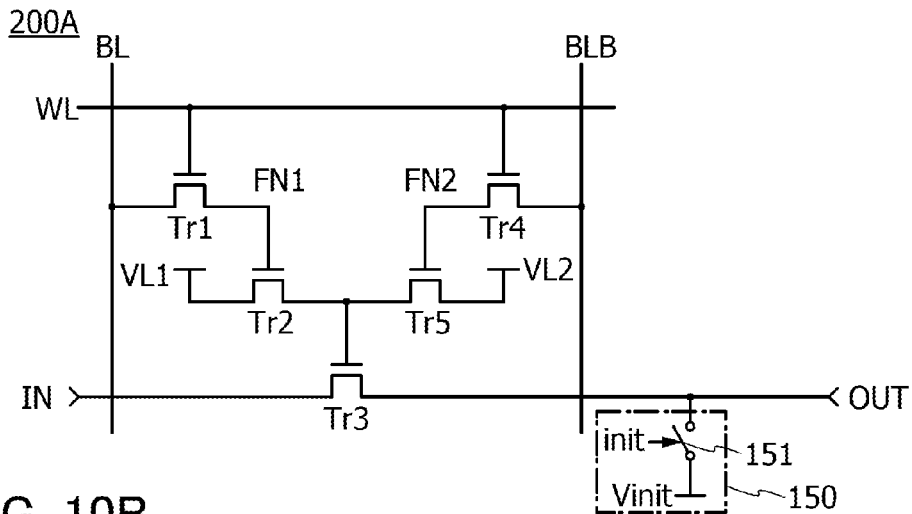 200A
BL
BLB
WL
FN1
FN2
Tr1
Tr4
VL1
VL2
Tr2
Tr5
IN
OUT
Tr3
init
151
Vinit
150